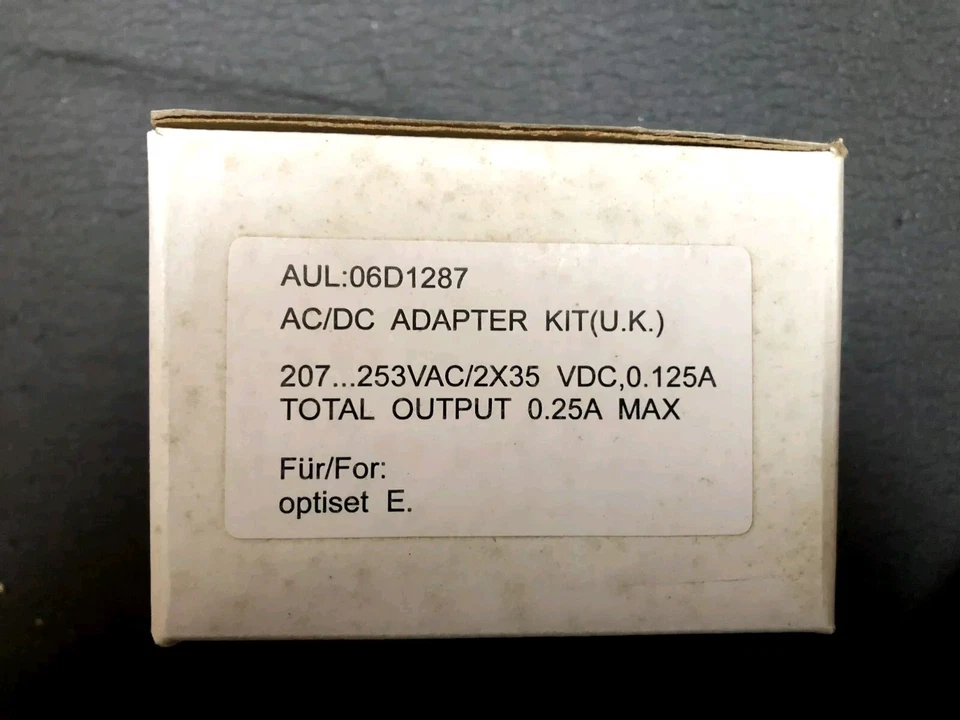 AUL:06D1287
AC/DC ADAPTER KIT(U.K.)
207...253VAC/2X35 VDC,0.125A
TOTAL OUTPUT 0.25A MAX
Für/For:
optiset E.